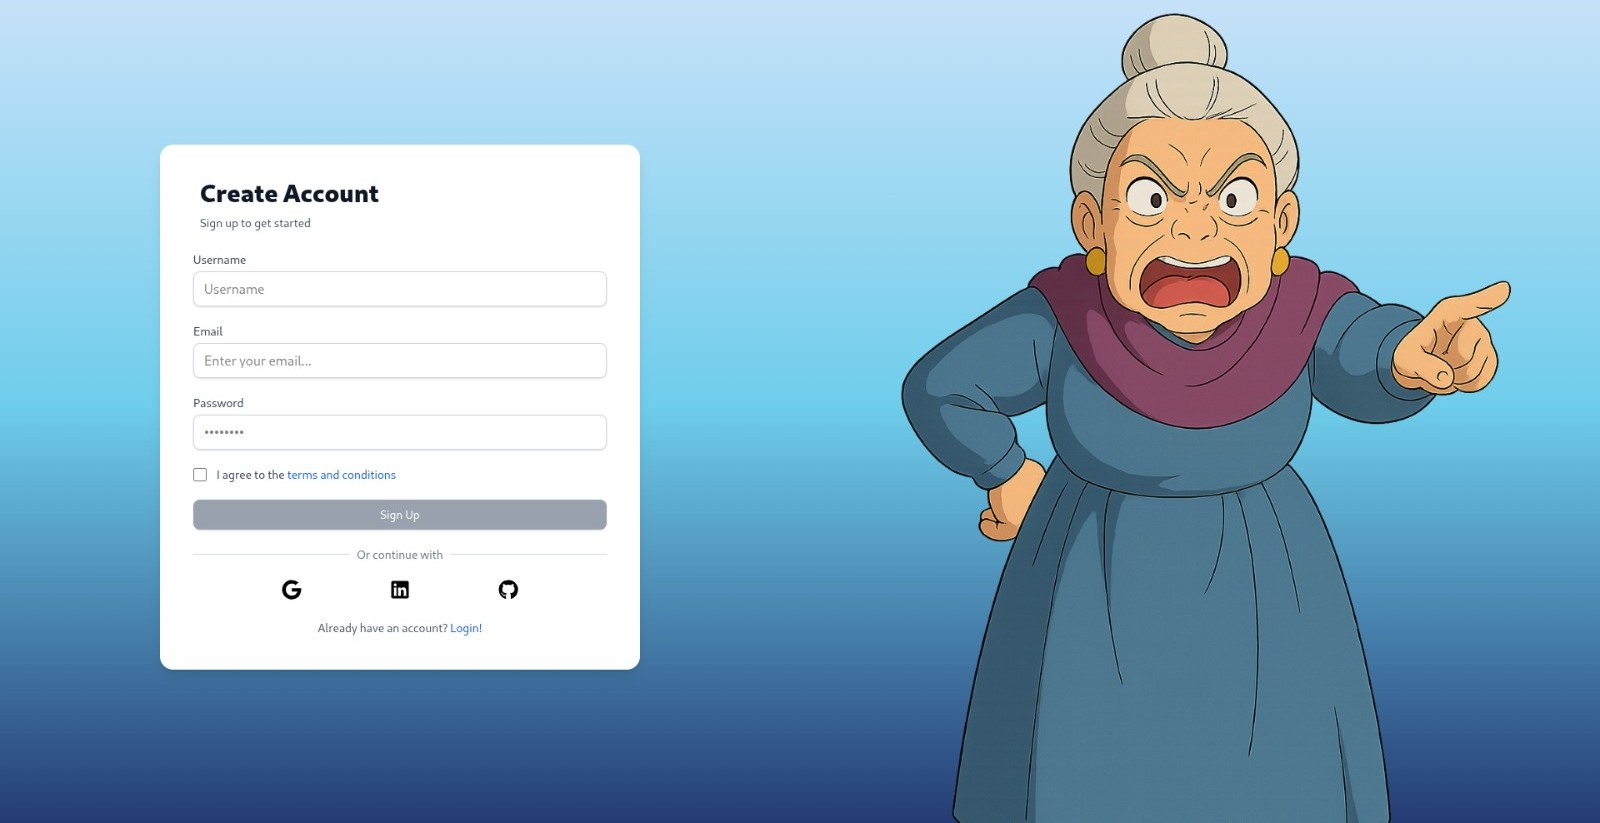 Create Account
Sign up to get started
Username
Username
Email
Enter your email...
Password
••••••••
I agree to the terms and conditions
Sign Up
Or continue with
Already have an account? Login!